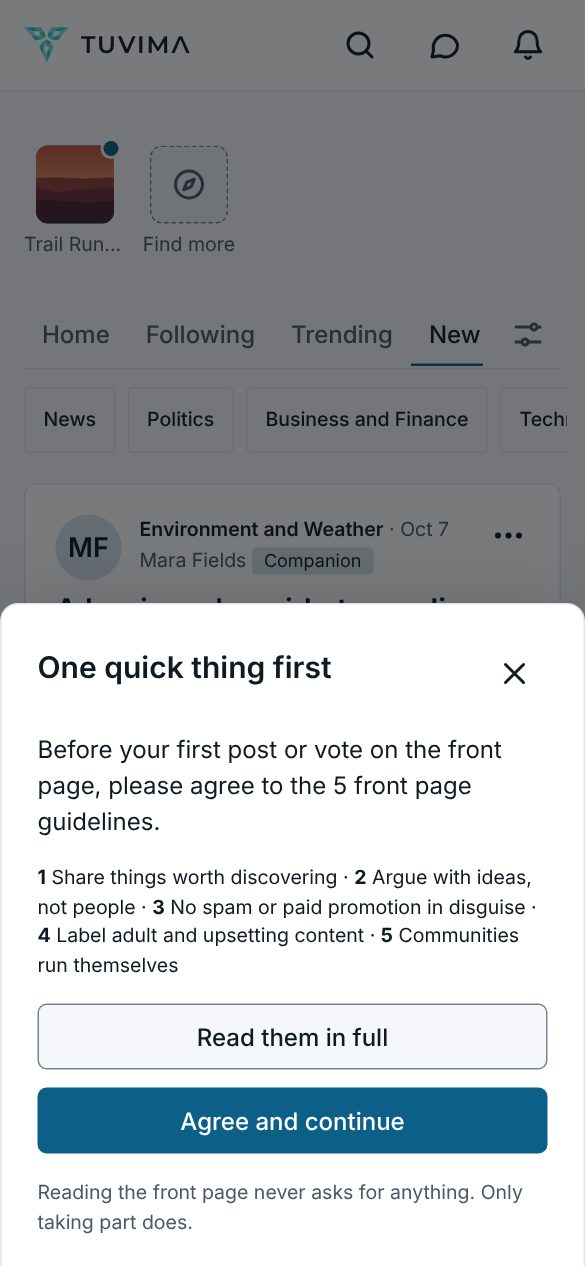 TUVIMA
Trail Run...
Find more
Home
Following
Trending
New
News
Politics
Business and Finance
MF
Environment and Weather · Oct 7
Mara Fields
Companion
One quick thing first
Before your first post or vote on the front
page, please agree to the 5 front page
guidelines.
1 Share things worth discovering · 2 Argue with ideas,
not people · 3 No spam or paid promotion in disguise ·
4 Label adult and upsetting content · 5 Communities
run themselves
Read them in full
Agree and continue
Reading the front page never asks for anything. Only
taking part does.